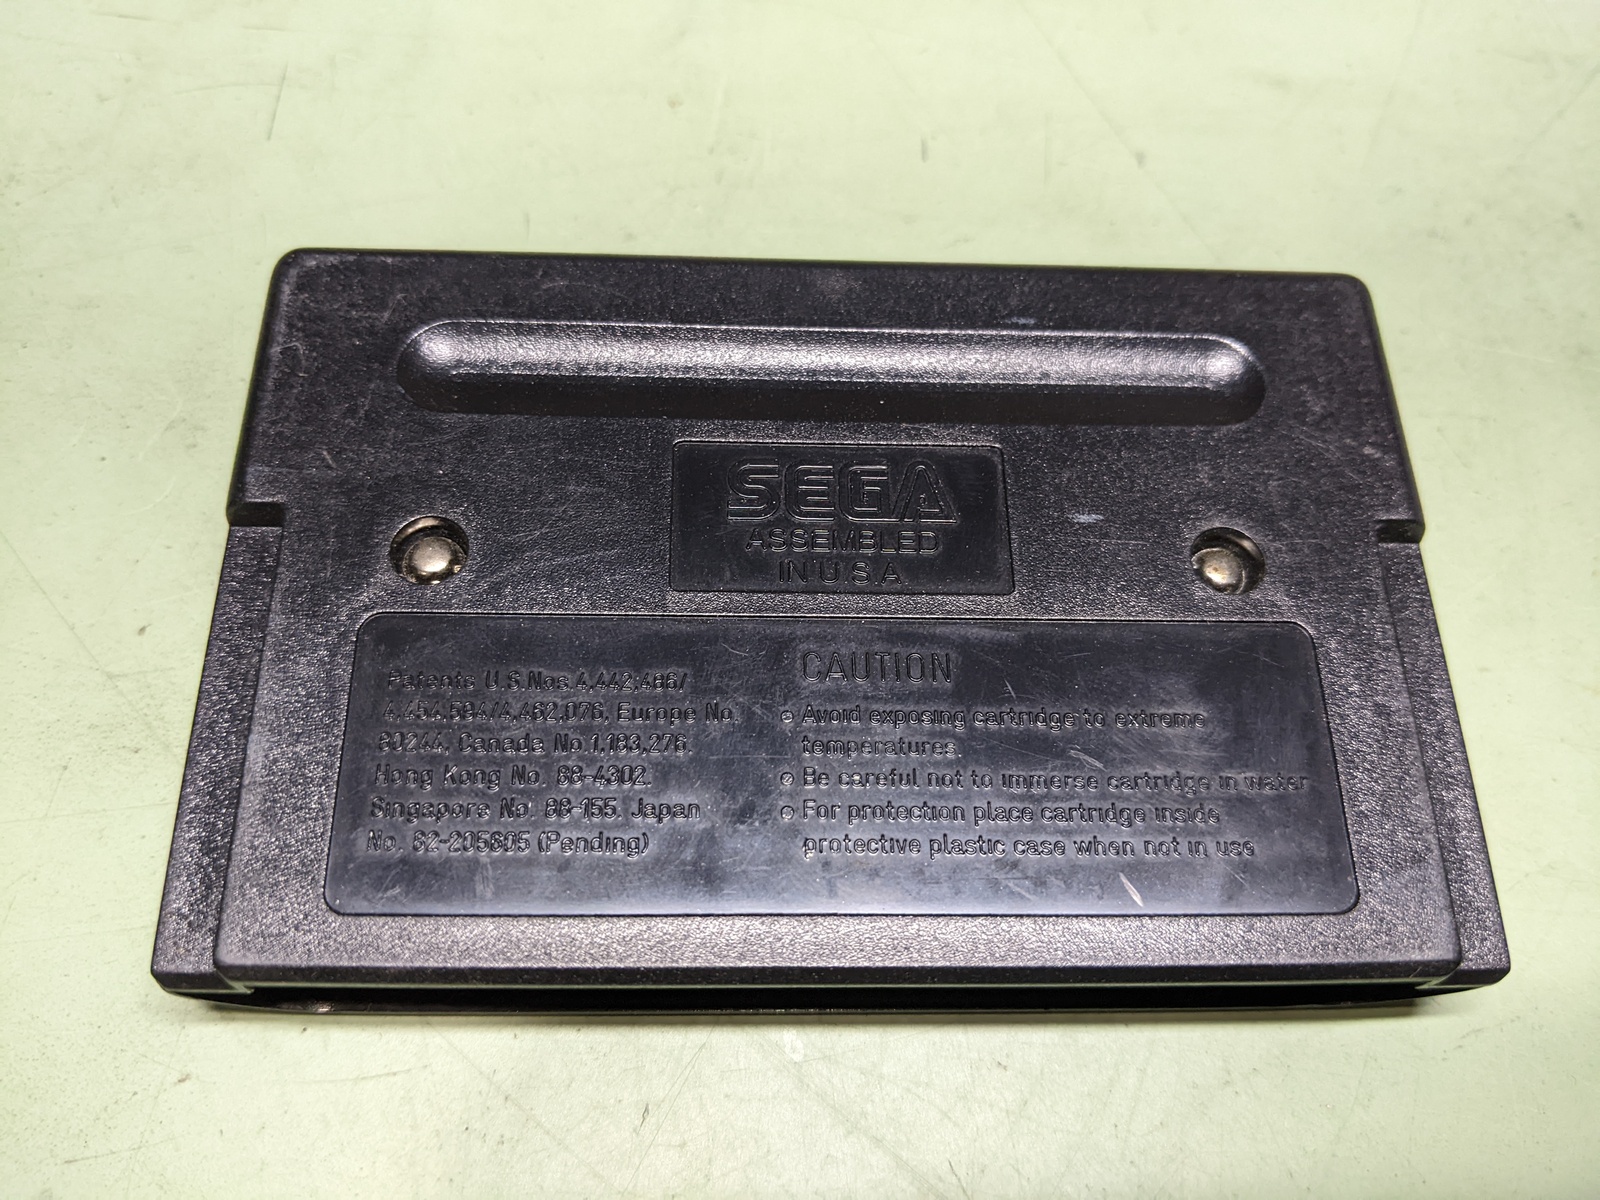 SEGA
ASSEMBLED
IN U.S.A
Patents U.S.Nos. 4,442,486/
4,454,594/4,462,076, Europe No.
80244, Canada No. 1,183,276.
Hong Kong No. 88-4302.
Singapore No. 88-155. Japan
No. 82-205605 (Pending)
CAUTION
o Avoid exposing cartridge to extreme
temperatures.
o Be careful not to immerse cartridge in water
o For protection place cartridge inside
protective plastic case when not in use